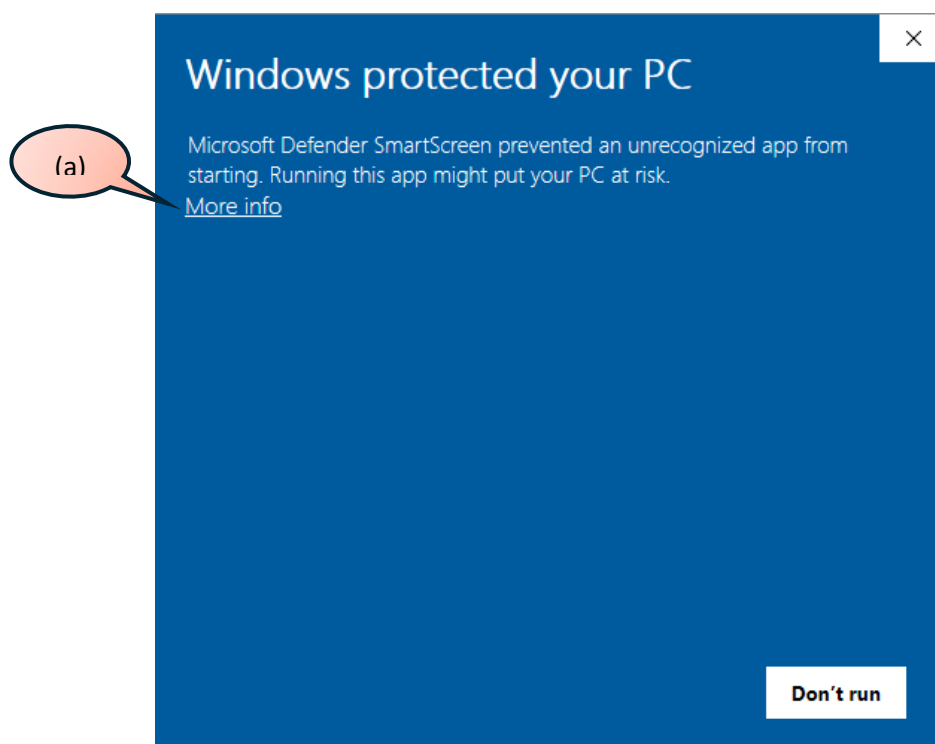 Windows protected your PC
Microsoft Defender SmartScreen prevented an unrecognized app from
starting. Running this app might put your PC at risk.
(a)
More info
Don't run